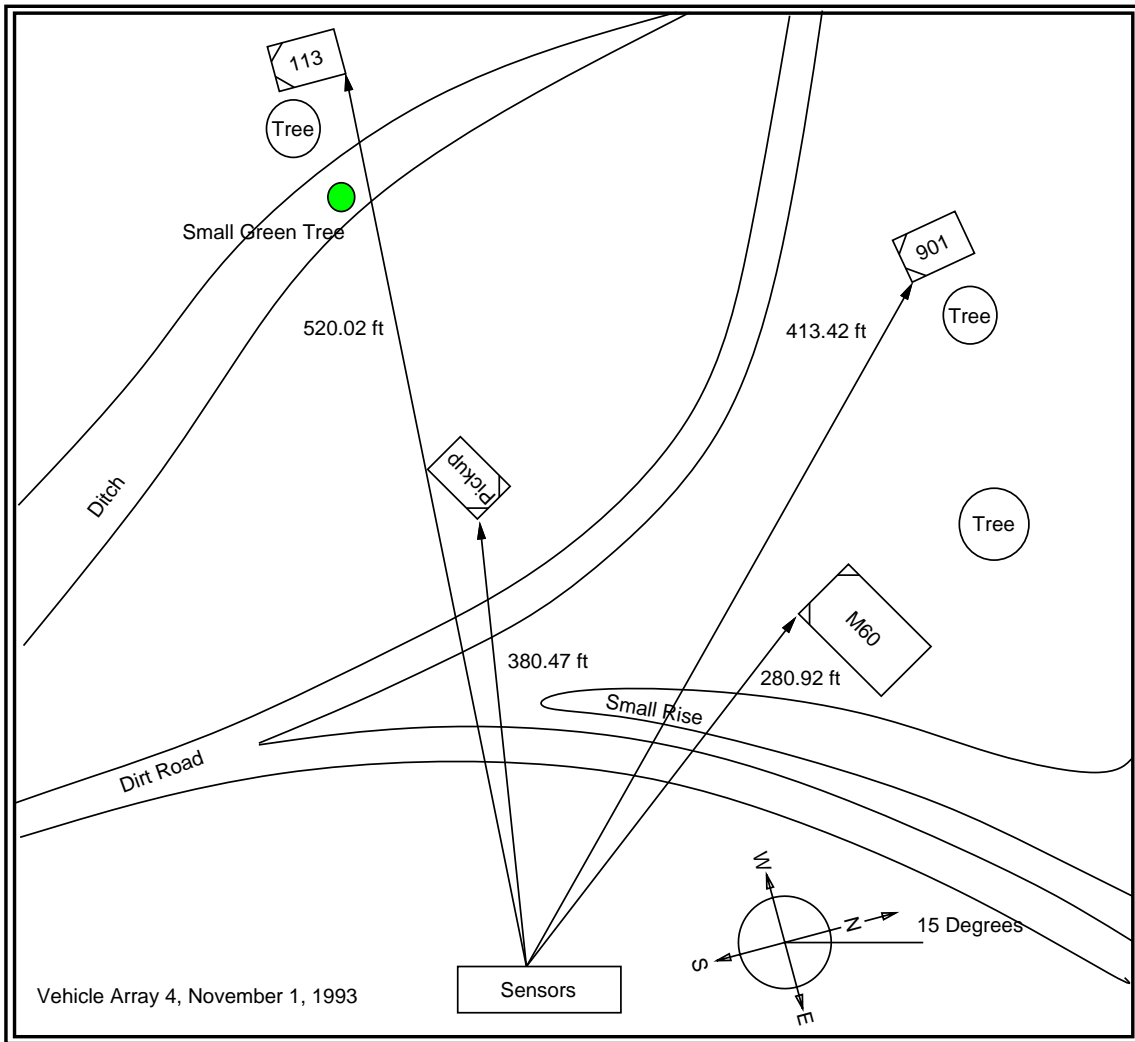 113
Tree
Small Green Tree
901
Tree
520.02 ft
413.42 ft
Pickup
Ditch
Tree
M60
380.47 ft
280.92 ft
Small Rise
Dirt Road
W
N
15 Degrees
S
E
Sensors
Vehicle Array 4, November 1, 1993